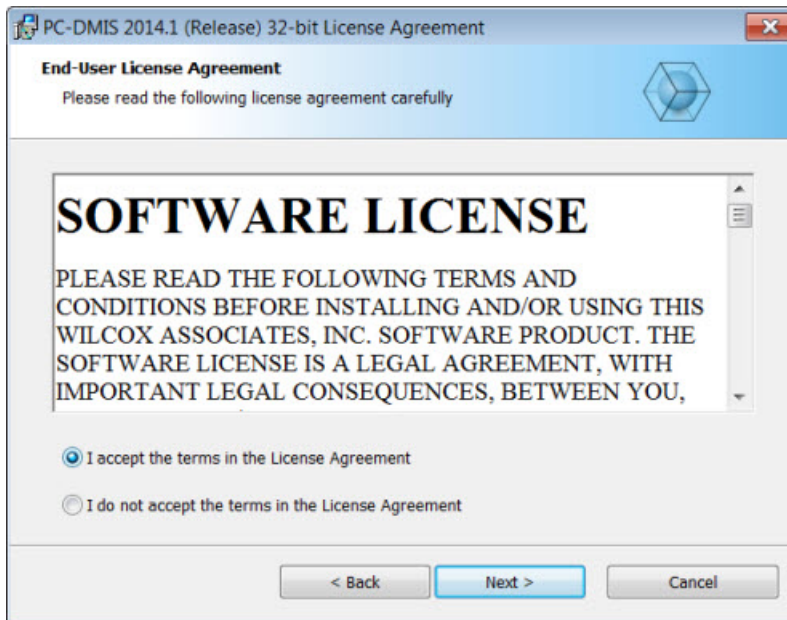 PC-DMIS 2014.1 (Release) 32-bit License Agreement
End-User License Agreement
Please read the following license agreement carefully
SOFTWARE LICENSE
PLEASE READ THE FOLLOWING TERMS AND
CONDITIONS BEFORE INSTALLING AND/OR USING THIS
WILCOX ASSOCIATES, INC. SOFTWARE PRODUCT. THE
SOFTWARE LICENSE IS A LEGAL AGREEMENT, WITH
IMPORTANT LEGAL CONSEQUENCES, BETWEEN YOU,
I accept the terms in the License Agreement
I do not accept the terms in the License Agreement
< Back Next > Cancel